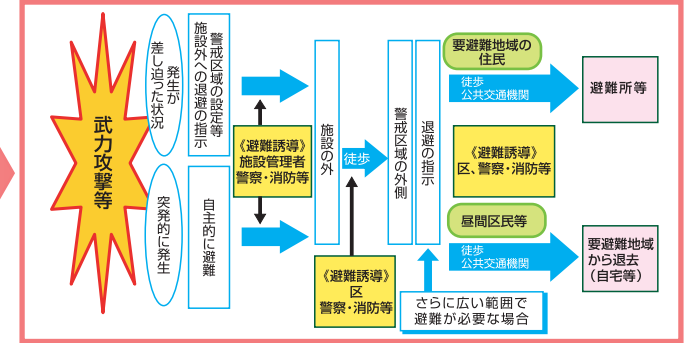 武力攻撃等
発生が
差し迫った状況
突発的に発生
警戒区域の設定等
施設外への退避の指示
自主的に避難
《避難誘導》
施設管理者
警察・消防等
施設の外
徒歩
《避難誘導》
区
警察・消防等
警戒区域の外側
退避の指示
さらに広い範囲で
避難が必要な場合
要避難地域の
住民
徒歩
公共交通機関
避難所等
《避難誘導》
区、警察・消防等
昼間区民等
徒歩
公共交通機関
要避難地域
から退去
（自宅等）